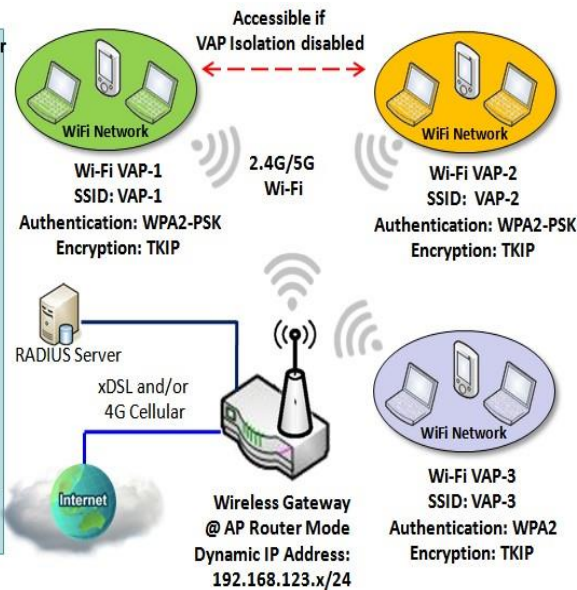 Accessible if
VAP Isolation disabled
r
WiFi Network
WiFi Network
Wi-Fi VAP-1
SSID: VAP-1
Authentication: WPA2-PSK
Encryption: TKIP
2.4G/5G
Wi-Fi
Wi-Fi VAP-2
SSID: VAP-2
Authentication: WPA2-PSK
Encryption: TKIP
RADIUS Server
xDSL and/or
4G Cellular
Internet
Wireless Gateway
@ AP Router Mode
Dynamic IP Address:
192.168.123.x/24
WiFi Network
Wi-Fi VAP-3
SSID: VAP-3
Authentication: WPA2
Encryption: TKIP